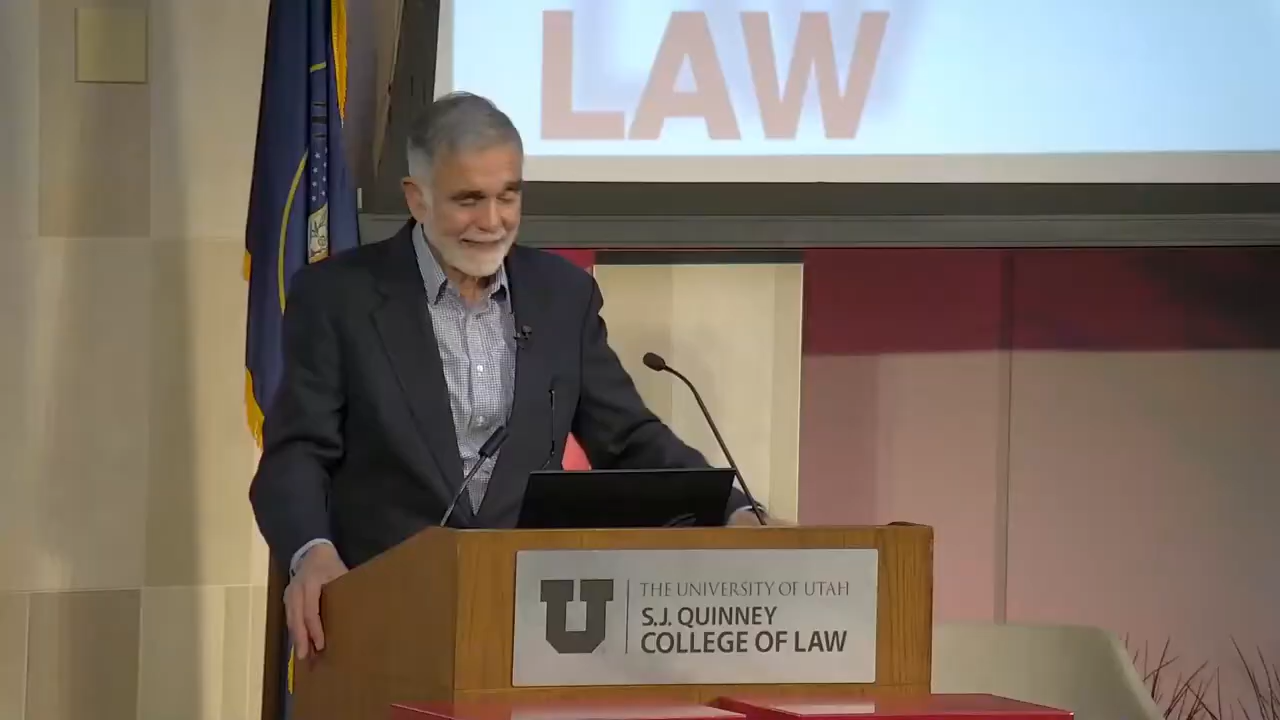 LAW
U
THE UNIVERSITY OF UTAH
S.J. QUINNEY
COLLEGE OF LAW